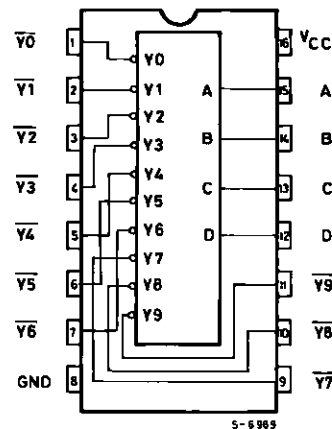 Y0 1 Y0 16 VCC
Y1 2 Y1 A 15 A
Y2 3 Y2 B 14 B
Y3 4 Y3 C 13 C
Y4 5 Y4 D 12 D
Y5 6 Y5 11 Y9
Y6 7 Y6 10 Y8
GND 8 Y7 9 Y7
Y8
Y9
S-6969